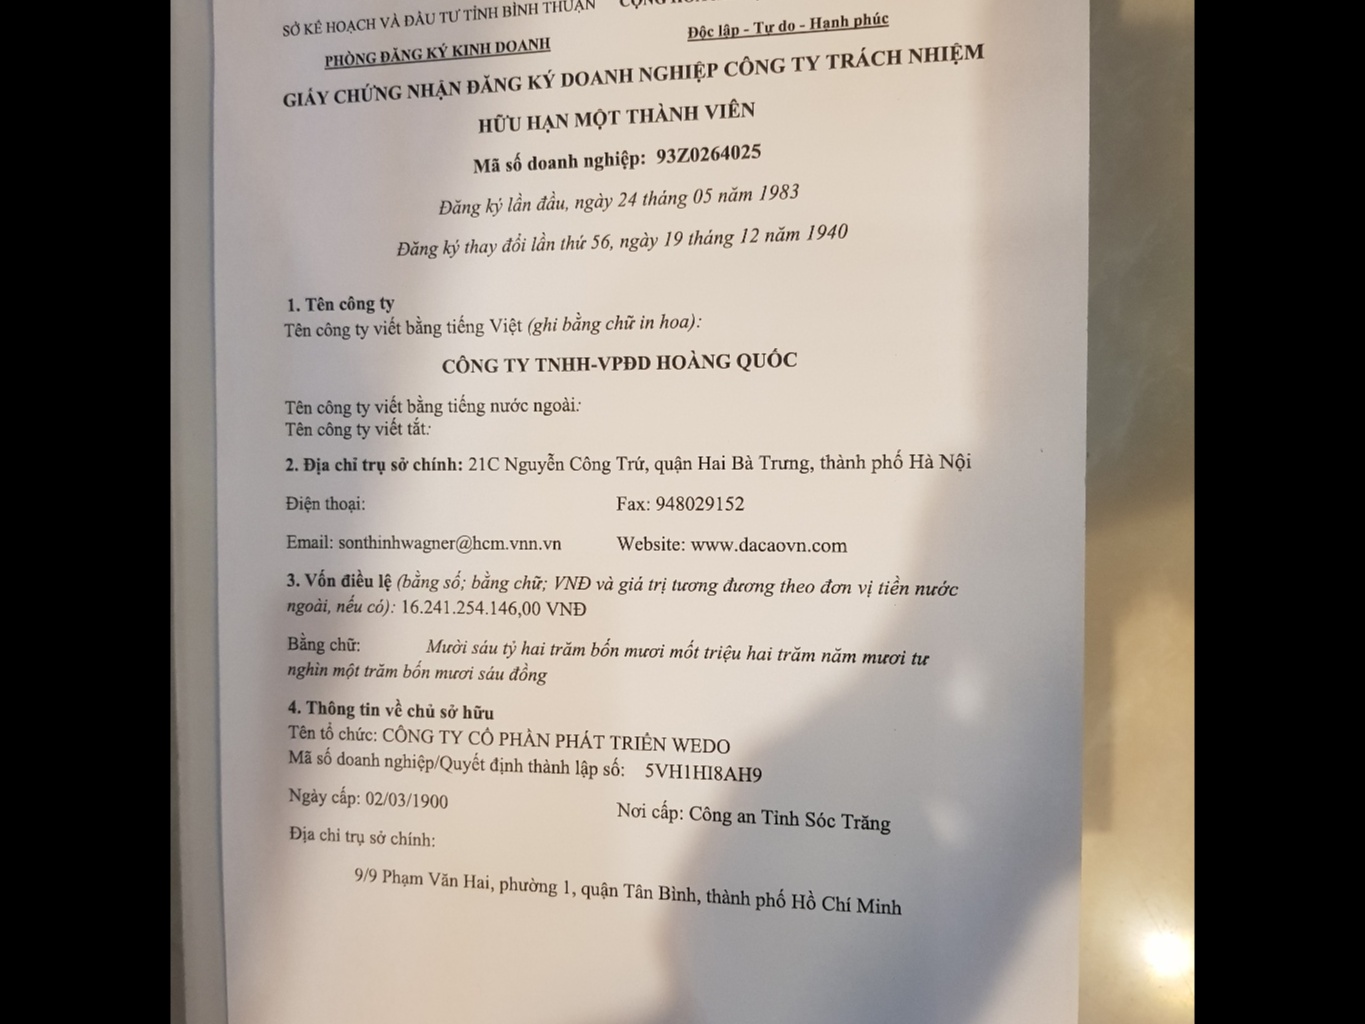 SỞ KẾ HOẠCH VÀ ĐẦU TƯ TỈNH BÌNH THUẬN
PHÒNG ĐĂNG KÝ KINH DOANH
Độc lập - Tự do - Hạnh phúc
GIẤY CHỨNG NHẬN ĐĂNG KÝ DOANH NGHIỆP CÔNG TY TRÁCH NHIỆM
HỮU HẠN MỘT THÀNH VIÊN
Mã số doanh nghiệp: 93Z0264025
Đăng ký lần đầu, ngày 24 tháng 05 năm 1983
Đăng ký thay đổi lần thứ 56, ngày 19 tháng 12 năm 1940
1. Tên công ty
Tên công ty viết bằng tiếng Việt (ghi bằng chữ in hoa):
CÔNG TY TNHH-VPĐD HOÀNG QUỐC
Tên công ty viết bằng tiếng nước ngoài:
Tên công ty viết tắt:
2. Địa chỉ trụ sở chính: 21C Nguyễn Công Trứ, quận Hai Bà Trưng, thành phố Hà Nội
Điện thoại: Fax: 948029152
Email: sonthinhwagner@hcm.vnn.vn Website: www.dacaovn.com
3. Vốn điều lệ (bằng số; bằng chữ; VNĐ và giá trị tương đương theo đơn vị tiền nước
ngoài, nếu có): 16.241.254.146,00 VNĐ
Bằng chữ: Mười sáu tỷ hai trăm bốn mươi mốt triệu hai trăm năm mươi tư
nghìn một trăm bốn mươi sáu đồng
4. Thông tin về chủ sở hữu
Tên tổ chức: CÔNG TY CỔ PHẦN PHÁT TRIỂN WEDO
Mã số doanh nghiệp/Quyết định thành lập số: 5VH1HI8AH9
Ngày cấp: 02/03/1900 Nơi cấp: Công an Tỉnh Sóc Trăng
Địa chỉ trụ sở chính:
9/9 Phạm Văn Hai, phường 1, quận Tân Bình, thành phố Hồ Chí Minh